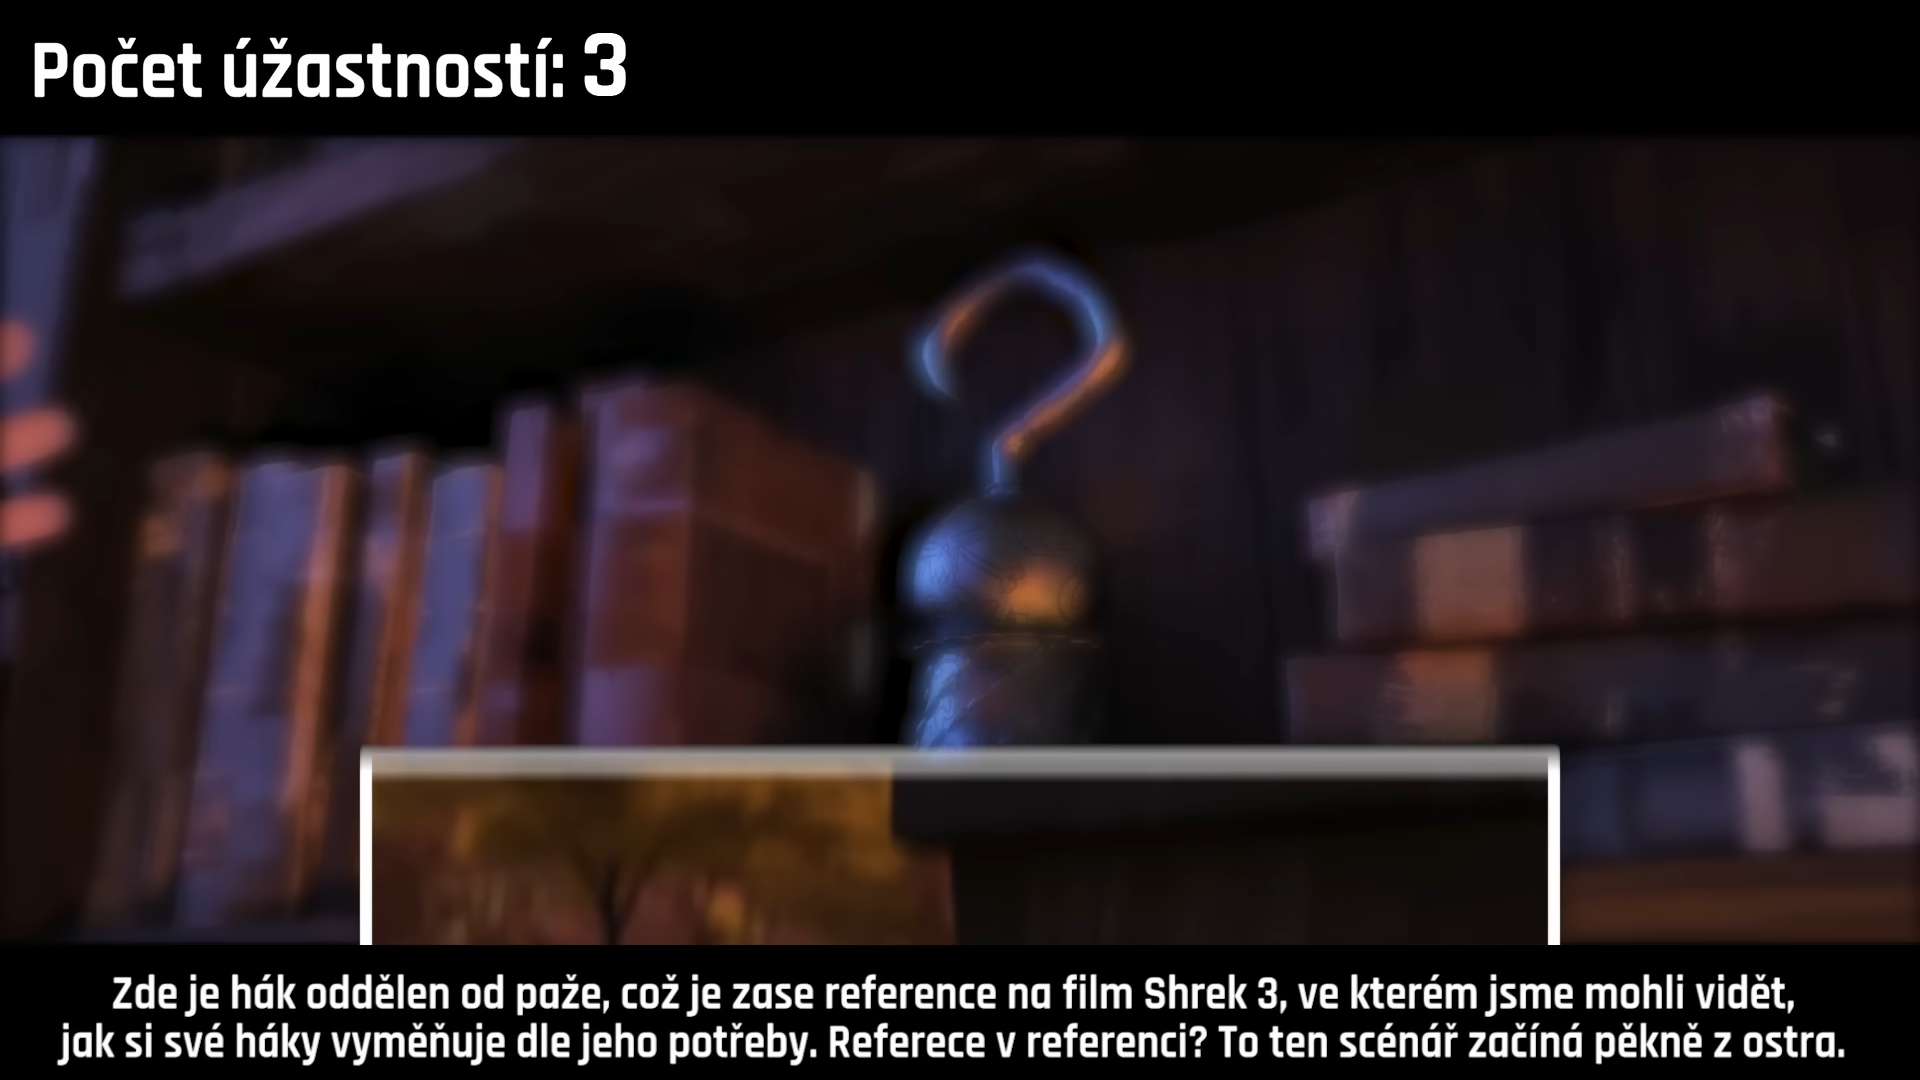 Počet úžastností: 3
Zde je hák oddělen od paže, což je zase reference na film Shrek 3, ve kterém jsme mohli vidět,
jak si své háky vyměňuje dle jeho potřeby. Referece v referenci? To ten scénář začíná pěkně z ostra.